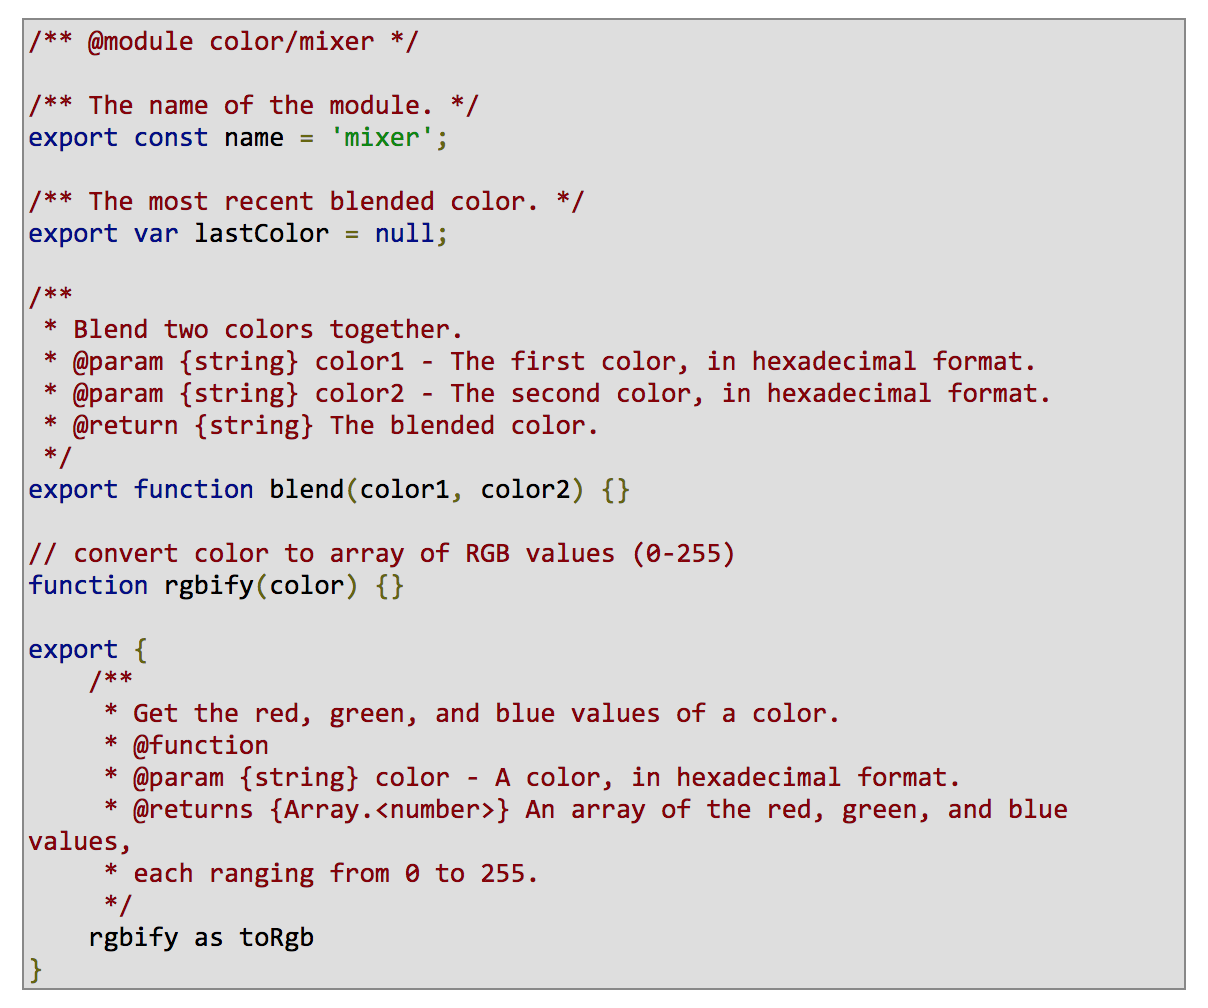 /** @module color/mixer */

/** The name of the module. */
export const name = 'mixer';

/** The most recent blended color. */
export var lastColor = null;

/**
 * Blend two colors together.
 * @param {string} color1 - The first color, in hexadecimal format.
 * @param {string} color2 - The second color, in hexadecimal format.
 * @return {string} The blended color.
 */
export function blend(color1, color2) {}

// convert color to array of RGB values (0-255)
function rgbify(color) {}

export {
    /**
     * Get the red, green, and blue values of a color.
     * @function
     * @param {string} color - A color, in hexadecimal format.
     * @returns {Array.<number>} An array of the red, green, and blue
values,
     * each ranging from 0 to 255.
     */
    rgbify as toRgb
}